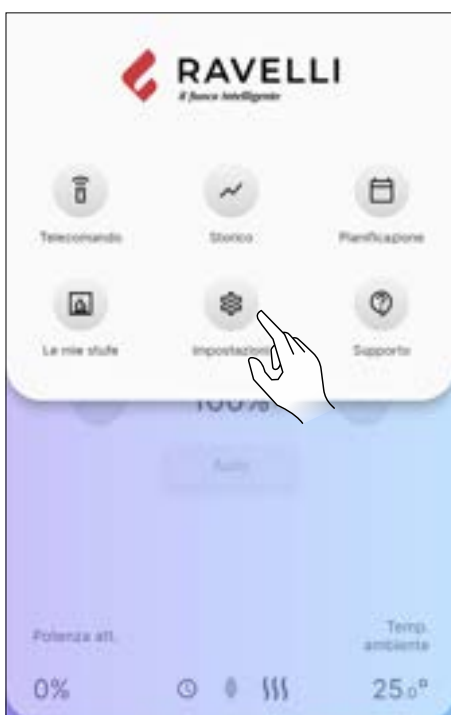 RAVELLI
il fuoco intelligente
Telecomando
Storico
Pianificazione
Le mie stufe
Impostazioni
Supporto
100%
Potenza att.
Temp.
ambiente
0%
25.0°